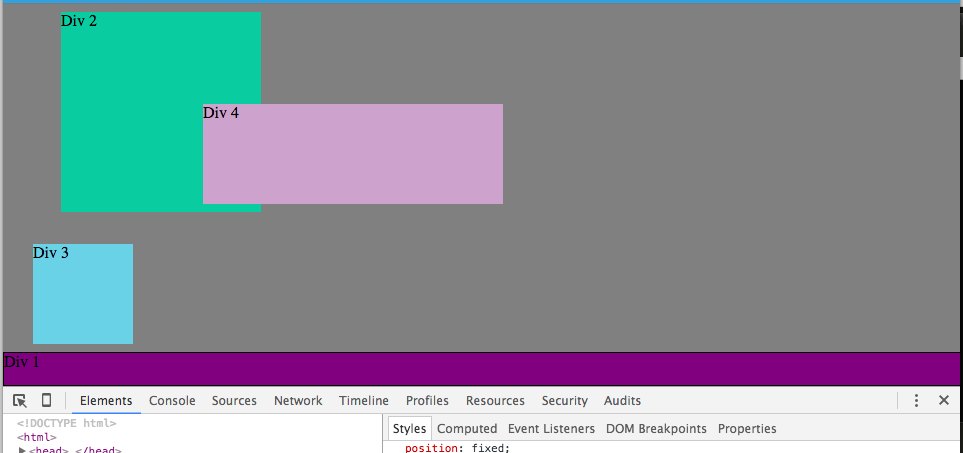 Div 2
Div 4
Div 3
Div 1
Elements Console Sources Network Timeline Profiles Resources Security Audits
<!DOCTYPE html>
<html>
▶<head> </head>
Styles Computed Event Listeners DOM Breakpoints Properties
position: fixed;